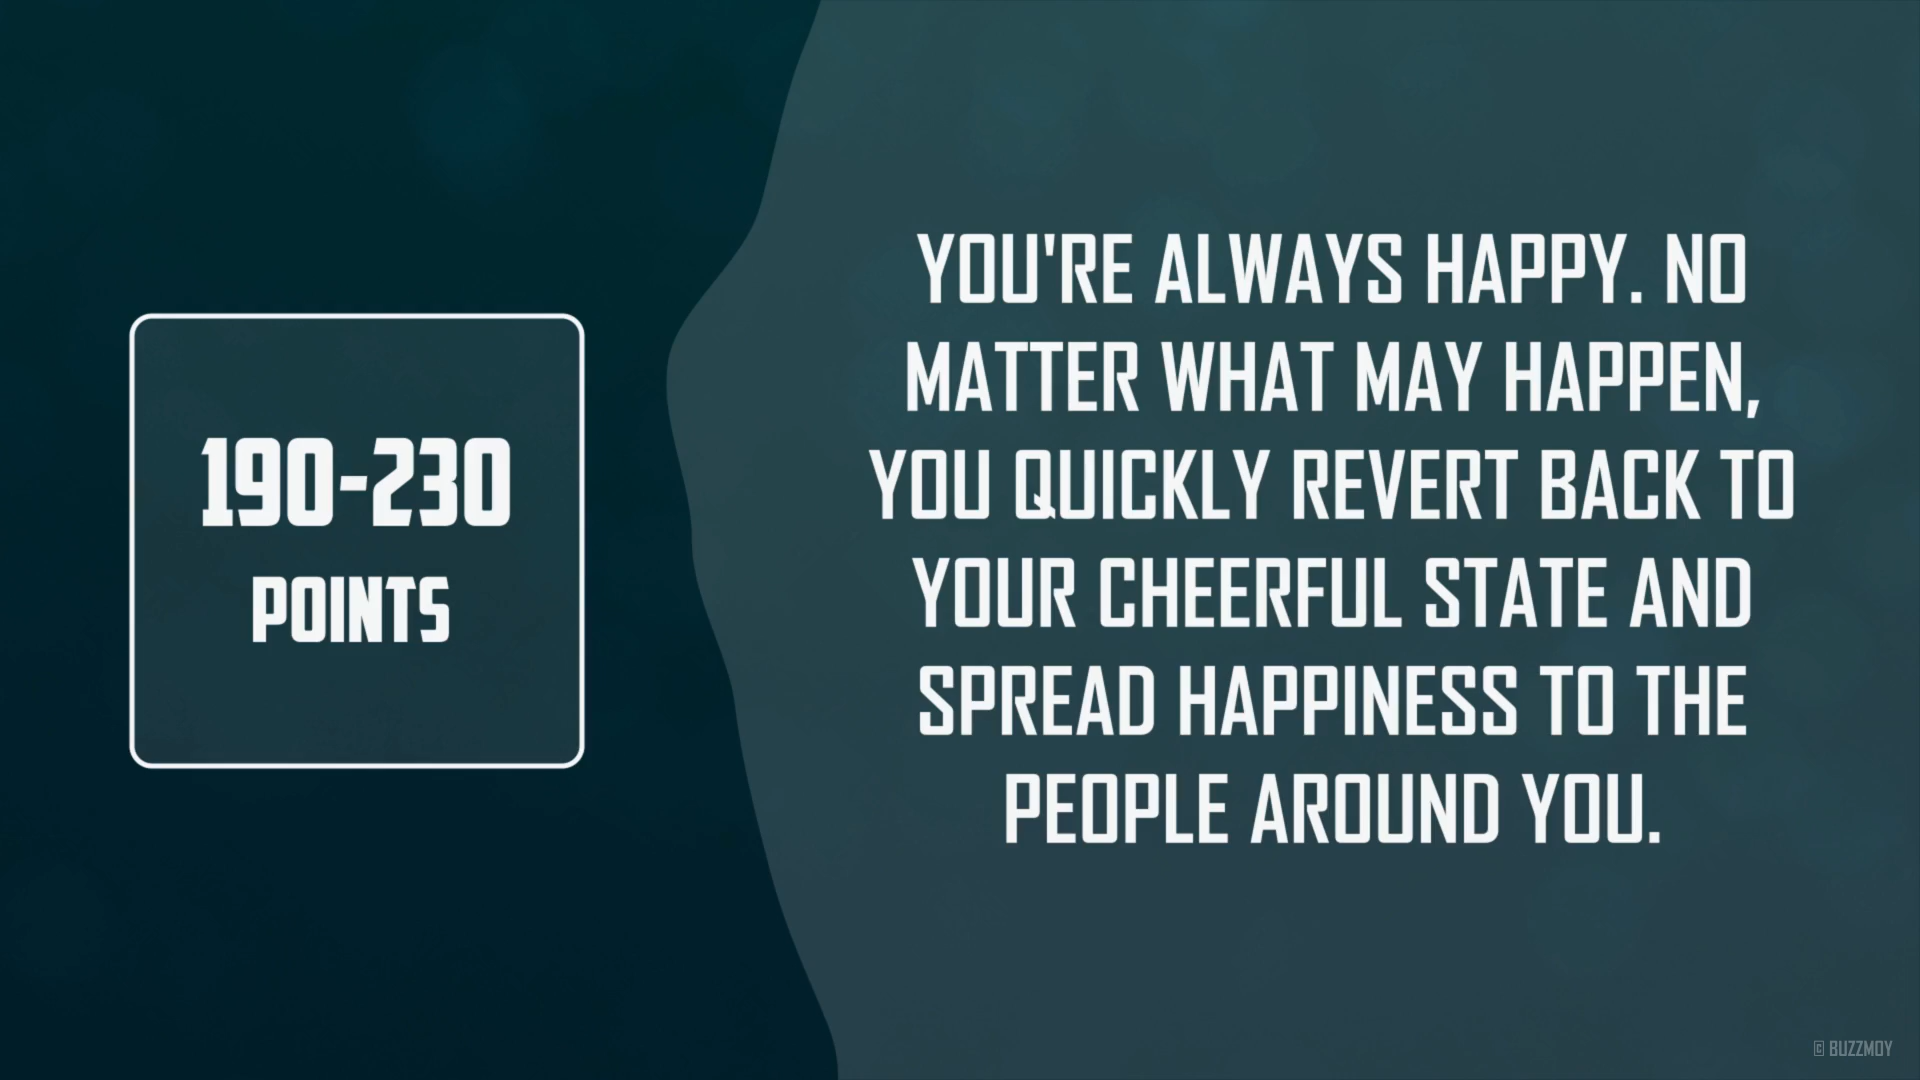 190-230
POINTS
YOU'RE ALWAYS HAPPY. NO
MATTER WHAT MAY HAPPEN,
YOU QUICKLY REVERT BACK TO
YOUR CHEERFUL STATE AND
SPREAD HAPPINESS TO THE
PEOPLE AROUND YOU.
© BUZZMOY